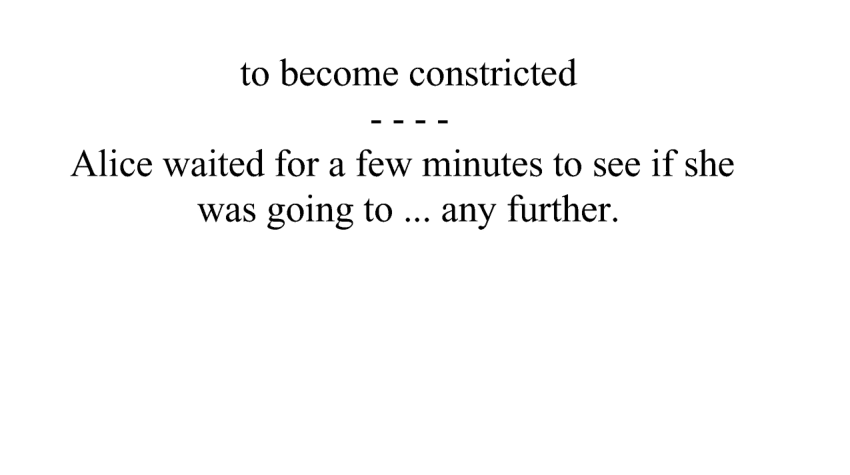 to become constricted
- - - -
Alice waited for a few minutes to see if she
was going to ... any further.